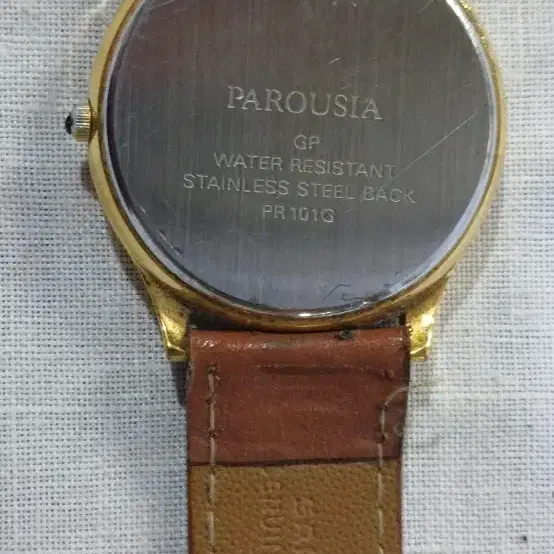 PAROUSIA
GP
WATER RESISTANT
STAINLESS STEEL BACK
PR101G